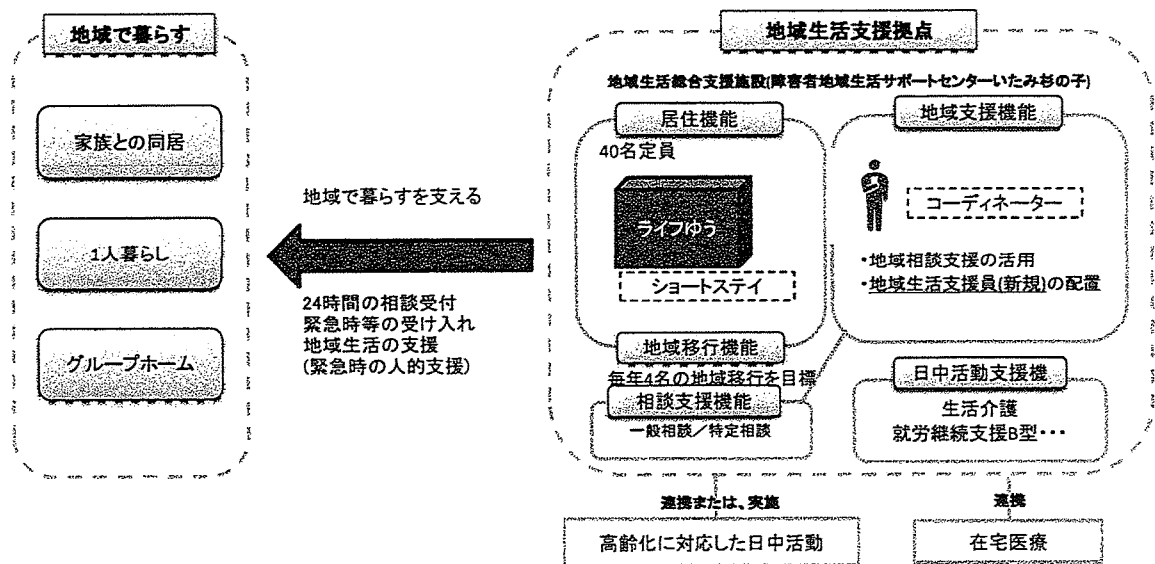 地域で暮らす
家族との同居
1人暮らし
グループホーム
地域で暮らすを支える
24時間の相談受付
緊急時等の受け入れ
地域生活の支援
(緊急時の人的支援)
地域生活支援拠点
地域生活総合支援施設(障害者地域生活サポートセンターいたみ杉の子)
居住機能
40名定員
ライフゆう
ショートステイ
地域移行機能
毎年4名の地域移行を目標
相談支援機能
一般相談/特定相談
地域支援機能
コーディネーター
・地域相談支援の活用
・地域生活支援員(新規)の配置
日中活動支援機
生活介護
就労継続支援B型・・・
連携または、実施
高齢化に対応した日中活動
連携
在宅医療